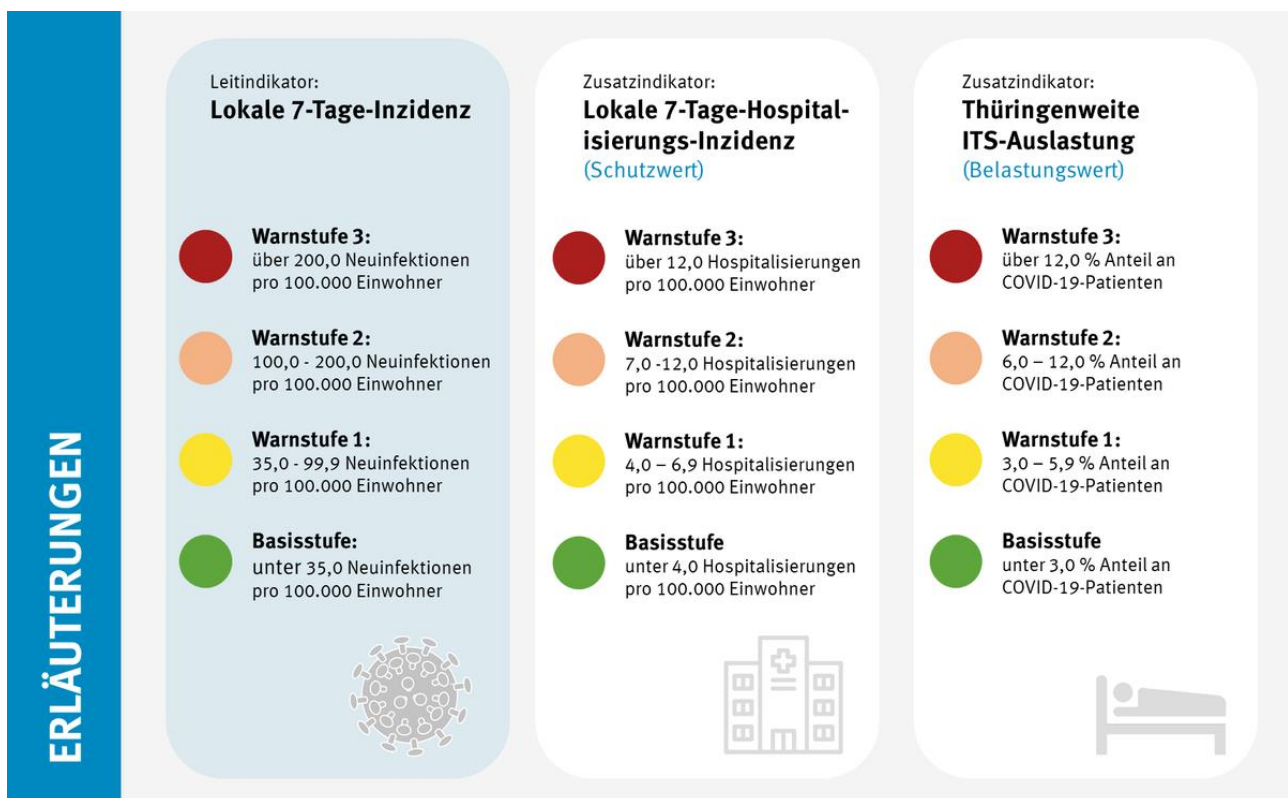 ERLÄUTERUNGEN
Leitindikator:
Lokale 7-Tage-Inzidenz
Warnstufe 3:
über 200,0 Neuinfektionen
pro 100.000 Einwohner
Warnstufe 2:
100,0 - 200,0 Neuinfektionen
pro 100.000 Einwohner
Warnstufe 1:
35,0 - 99,9 Neuinfektionen
pro 100.000 Einwohner
Basisstufe:
unter 35,0 Neuinfektionen
pro 100.000 Einwohner
Zusatzindikator:
Lokale 7-Tage-Hospital-
isierungs-Inzidenz
(Schutzwert)
Warnstufe 3:
über 12,0 Hospitalisierungen
pro 100.000 Einwohner
Warnstufe 2:
7,0 -12,0 Hospitalisierungen
pro 100.000 Einwohner
Warnstufe 1:
4,0 – 6,9 Hospitalisierungen
pro 100.000 Einwohner
Basisstufe
unter 4,0 Hospitalisierungen
pro 100.000 Einwohner
Zusatzindikator:
Thüringenweite
ITS-Auslastung
(Belastungswert)
Warnstufe 3:
über 12,0 % Anteil an
COVID-19-Patienten
Warnstufe 2:
6,0 – 12,0 % Anteil an
COVID-19-Patienten
Warnstufe 1:
3,0 – 5,9 % Anteil an
COVID-19-Patienten
Basisstufe
unter 3,0 % Anteil an
COVID-19-Patienten